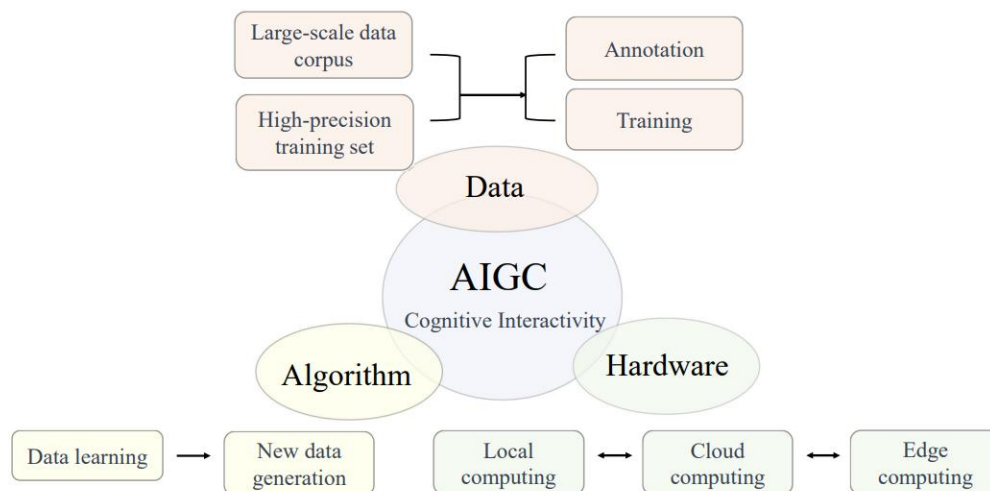 Large-scale data
corpus
Annotation
High-precision
training set
Training
Data
AIGC
Cognitive Interactivity
Algorithm
Hardware
Data learning
New data
generation
Local
computing
Cloud
computing
Edge
computing